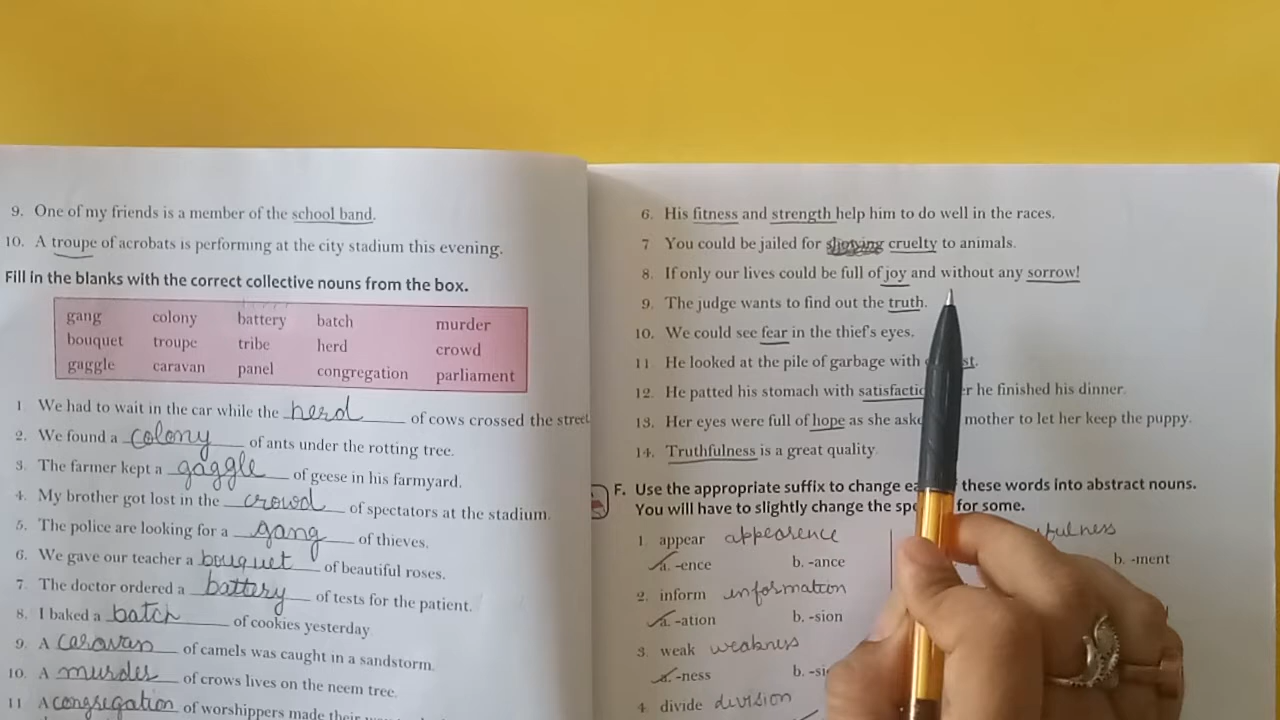 9. One of my friends is a member of the school band.
10. A troupe of acrobats is performing at the city stadium this evening.
Fill in the blanks with the correct collective nouns from the box.
gang colony battery batch murder
bouquet troupe tribe herd crowd
gaggle caravan panel congregation parliament
1 We had to wait in the car while the herd of cows crossed the street
2. We found a colony of ants under the rotting tree.
3. The farmer kept a gaggle of geese in his farmyard.
4. My brother got lost in the crowd of spectators at the stadium.
5. The police are looking for a gang of thieves.
6. We gave our teacher a bouquet of beautiful roses.
7. The doctor ordered a battery of tests for the patient.
8. I baked a batch of cookies yesterday
9. A caravan of camels was caught in a sandstorm.
10. A murder of crows lives on the neem tree.
11 A congregation of worshippers made their
6. His fitness and strength help him to do well in the races.
7 You could be jailed for cruelty to animals.
8. If only our lives could be full of joy and without any sorrow!
9. The judge wants to find out the truth.
10. We could see fear in the thief's eyes.
11 He looked at the pile of garbage with
12. He patted his stomach with he finished his dinner.
13. Her eyes were full of hope as she mother to let her keep the puppy.
14. Truthfulness is a great quality
F. Use the appropriate suffix to change these words into abstract nouns.
You will have to slightly change the for some.
1. appear appearence
a. -ence b. -ance b. -ment
2. inform information
a. -ation b. -sion
3. weak weakness
a. -ness
4. divide division